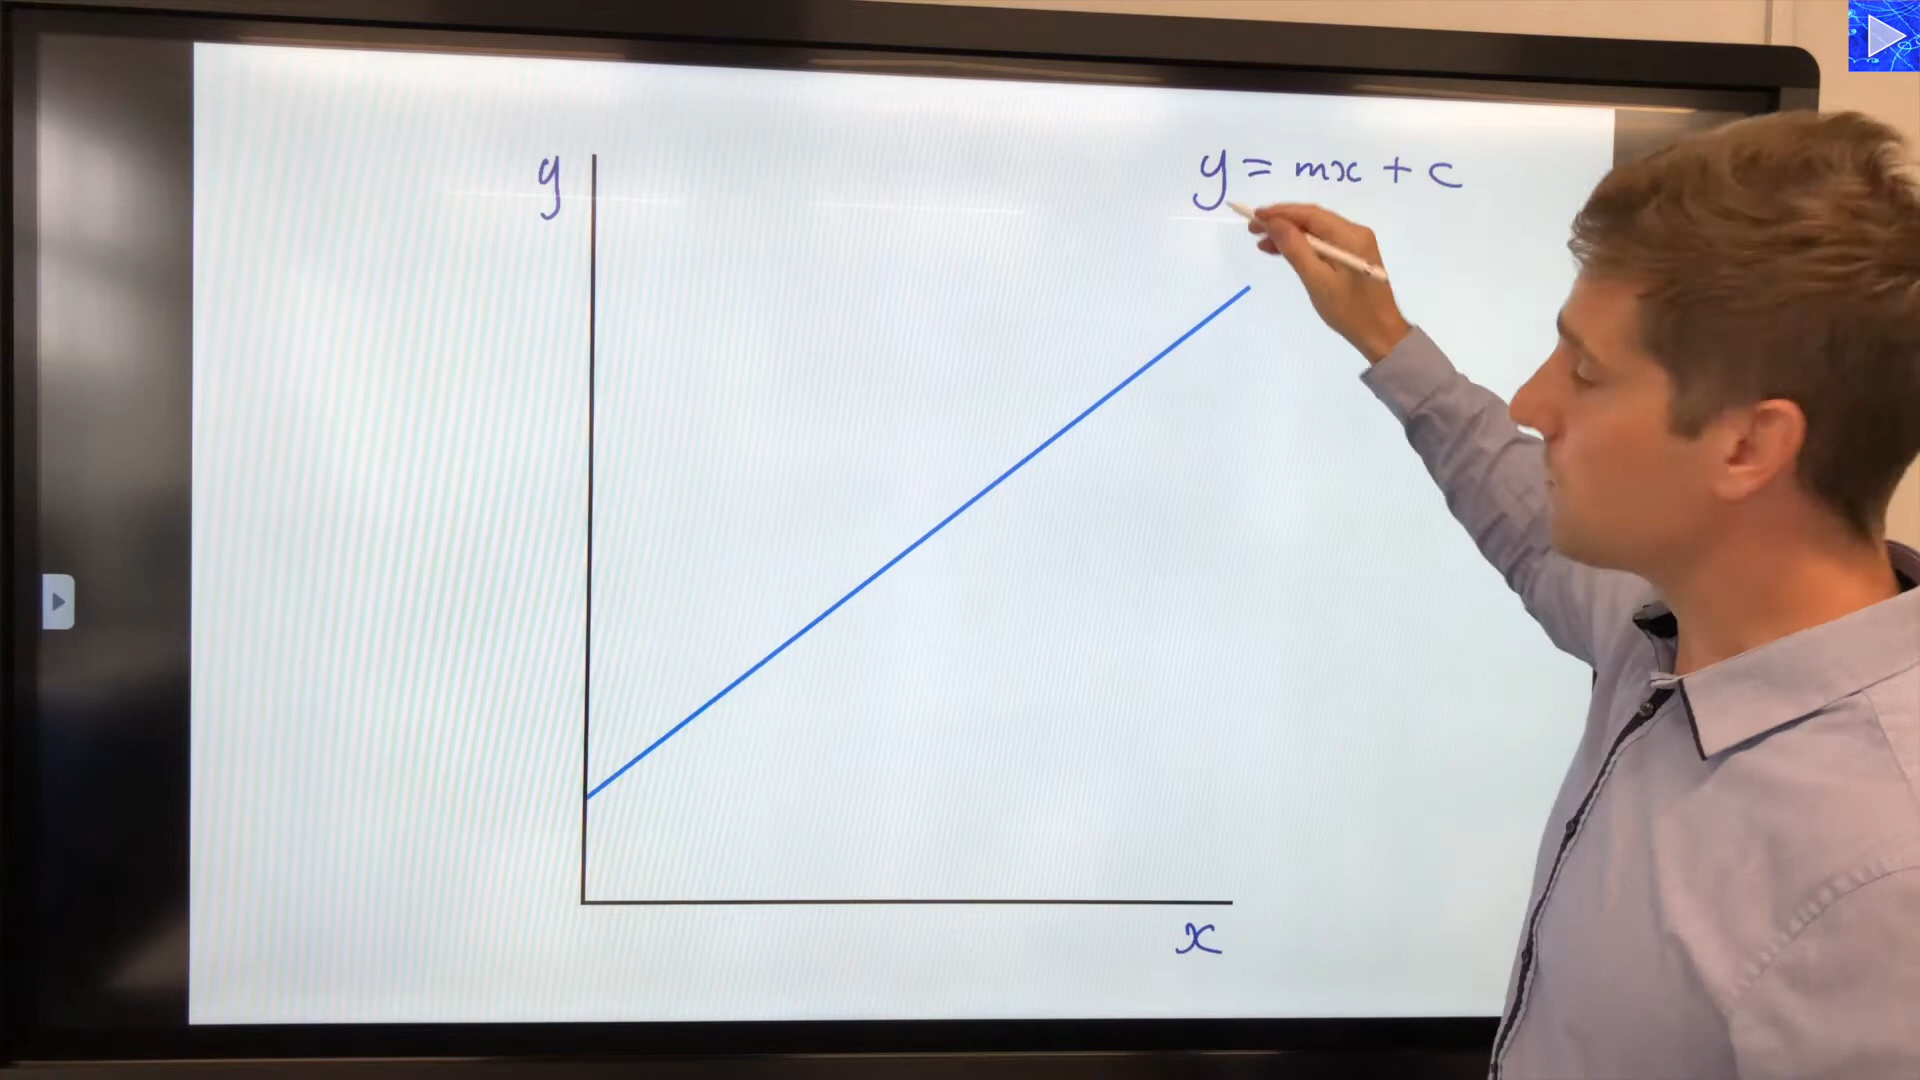 y
y = mx + c
x